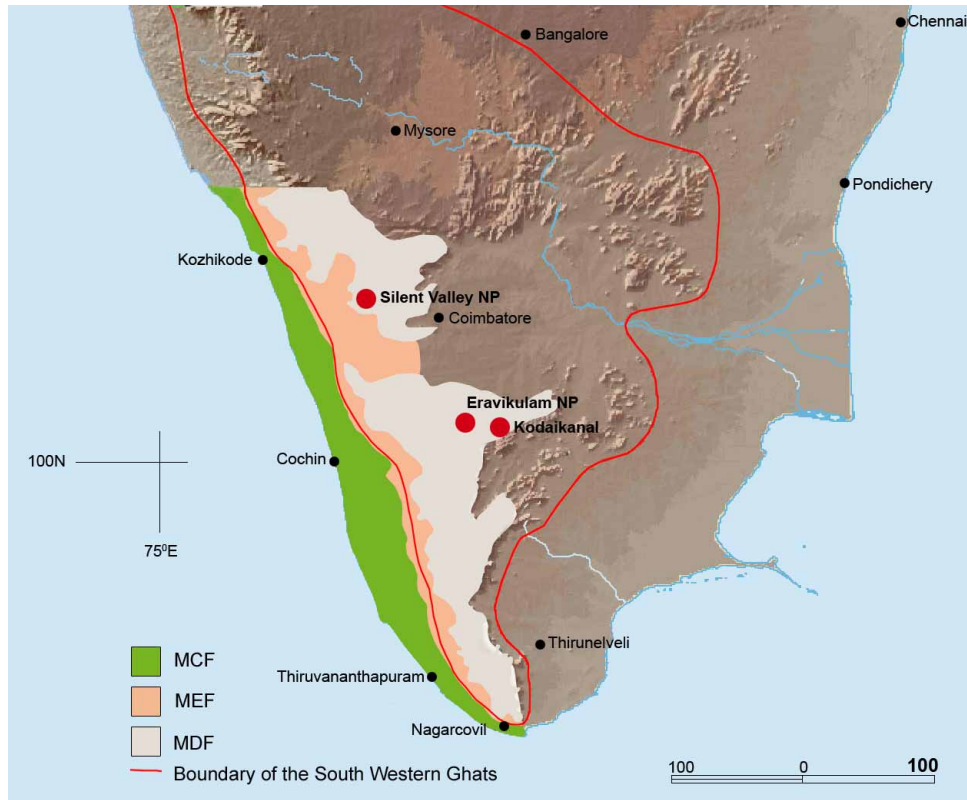 Chennai
Bangalore
Mysore
Pondichery
Kozhikode
Silent Valley NP
Coimbatore
Eravikulam NP
Kodaikanal
100N
Cochin
75⁰E
Thirunelveli
MCF
Thiruvananthapuram
MEF
Nagarcovil
MDF
Boundary of the South Western Ghats
100 0 100